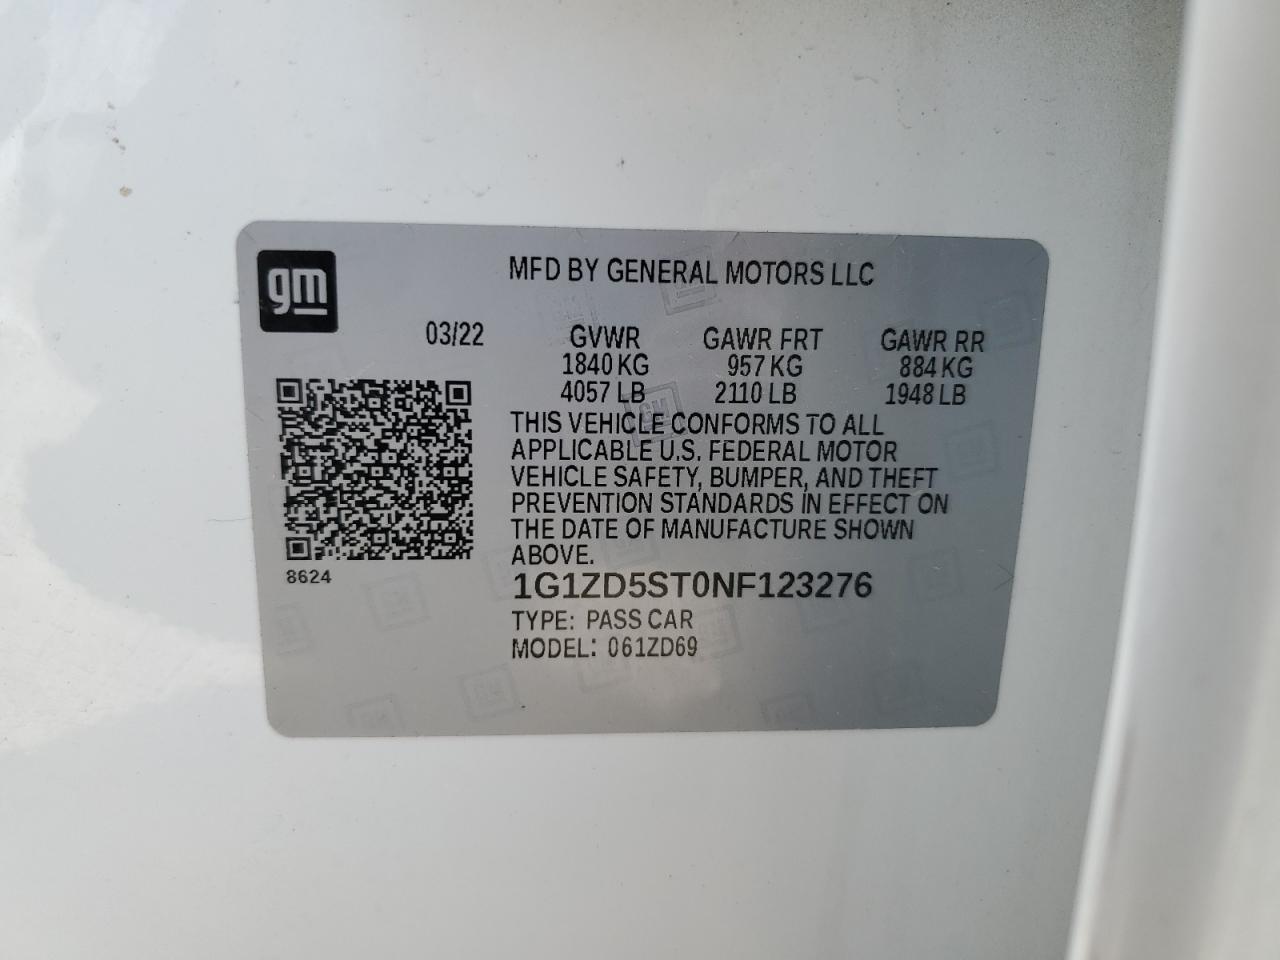 gm
MFD BY GENERAL MOTORS LLC
03/22
GVWR GAWR FRT GAWR RR
1840 KG 957 KG 884 KG
4057 LB 2110 LB 1948 LB
THIS VEHICLE CONFORMS TO ALL
APPLICABLE U.S. FEDERAL MOTOR
VEHICLE SAFETY, BUMPER, AND THEFT
PREVENTION STANDARDS IN EFFECT ON
THE DATE OF MANUFACTURE SHOWN
ABOVE.
8624
1G1ZD5ST0NF123276
TYPE: PASS CAR
MODEL: 061ZD69